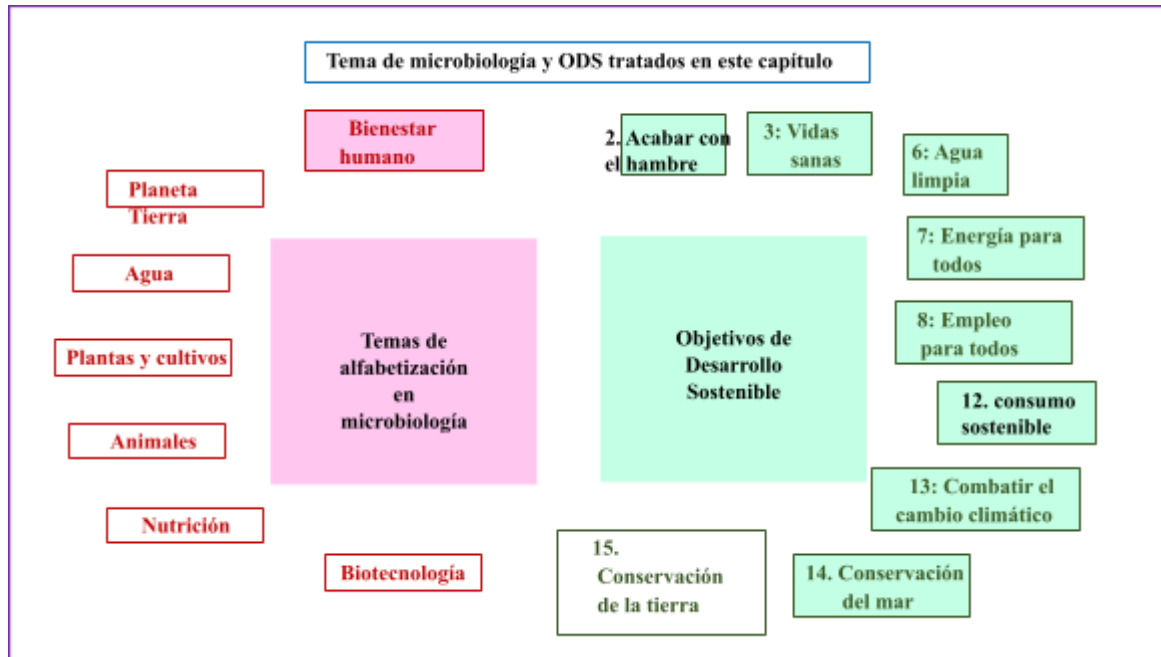 Tema de microbiología y ODS tratados en este capítulo
Bienestar
humano
2. Acabar con
el hambre
3: Vidas
sanas
6: Agua
limpia
Planeta
Tierra
Agua
Plantas y cultivos
Animales
Nutrición
Biotecnología
Temas de
alfabetización
en
microbiología
Objetivos de
Desarrollo
Sostenible
7: Energía para
todos
8: Empleo
para todos
12. consumo
sostenible
13: Combatir el
cambio climático
14. Conservación
del mar
15.
Conservación
de la tierra